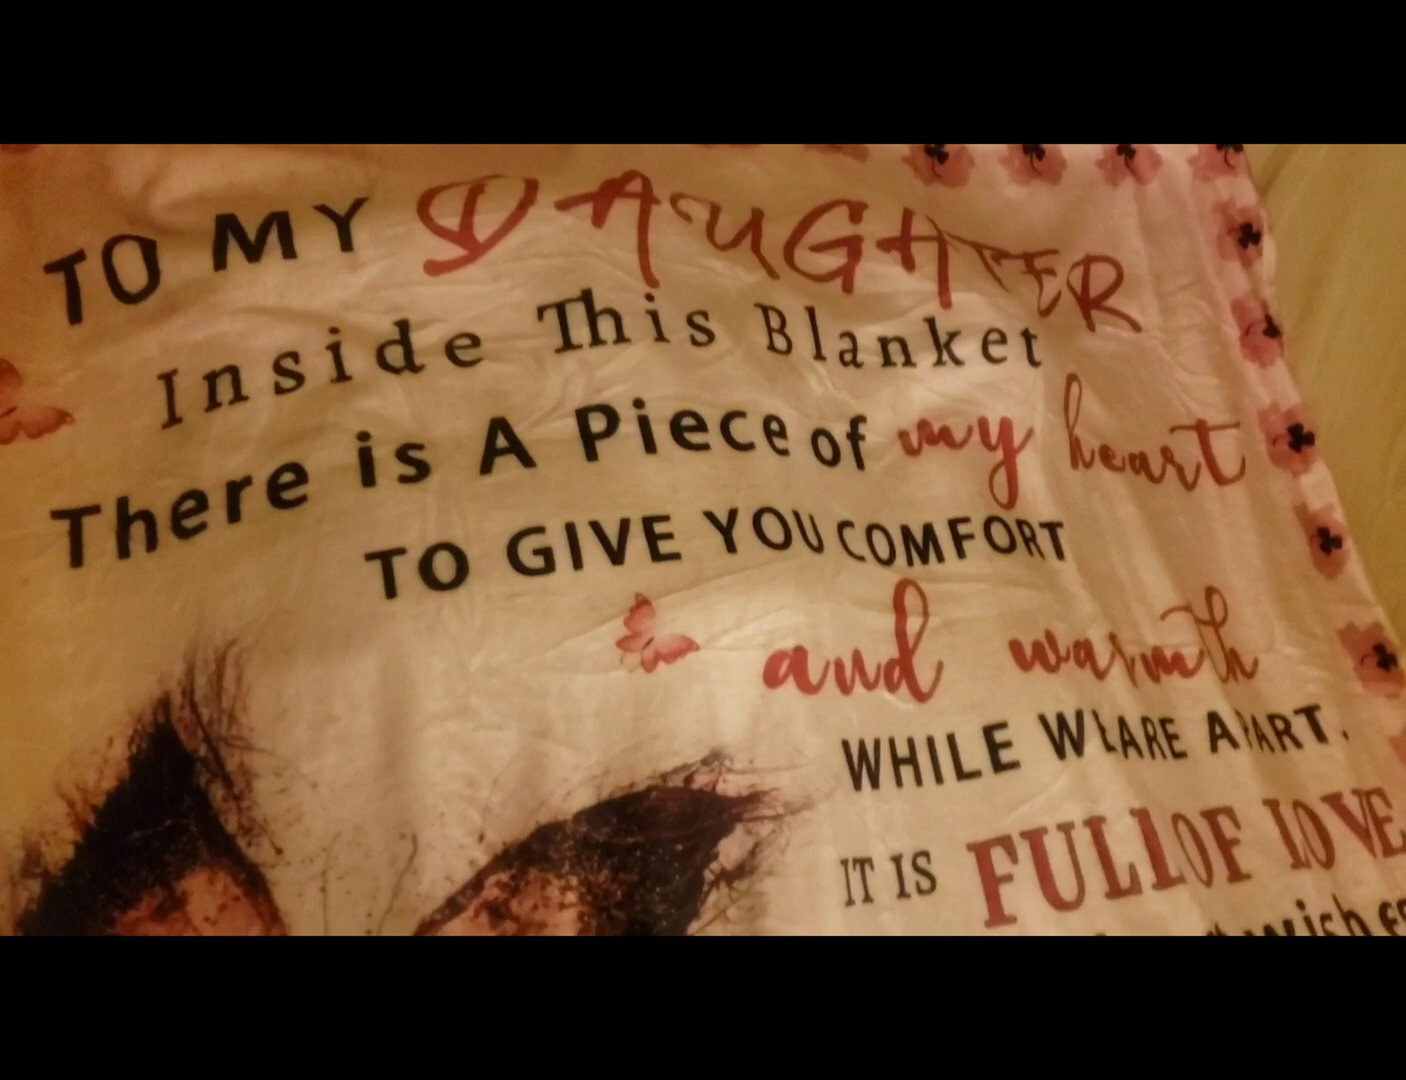 TO MY DAUGHTER
Inside This Blanket
There is A Piece of my heart
TO GIVE YOU COMFORT
and warmth
WHILE WE ARE APART.
IT IS FULL OF LOVE
wishes